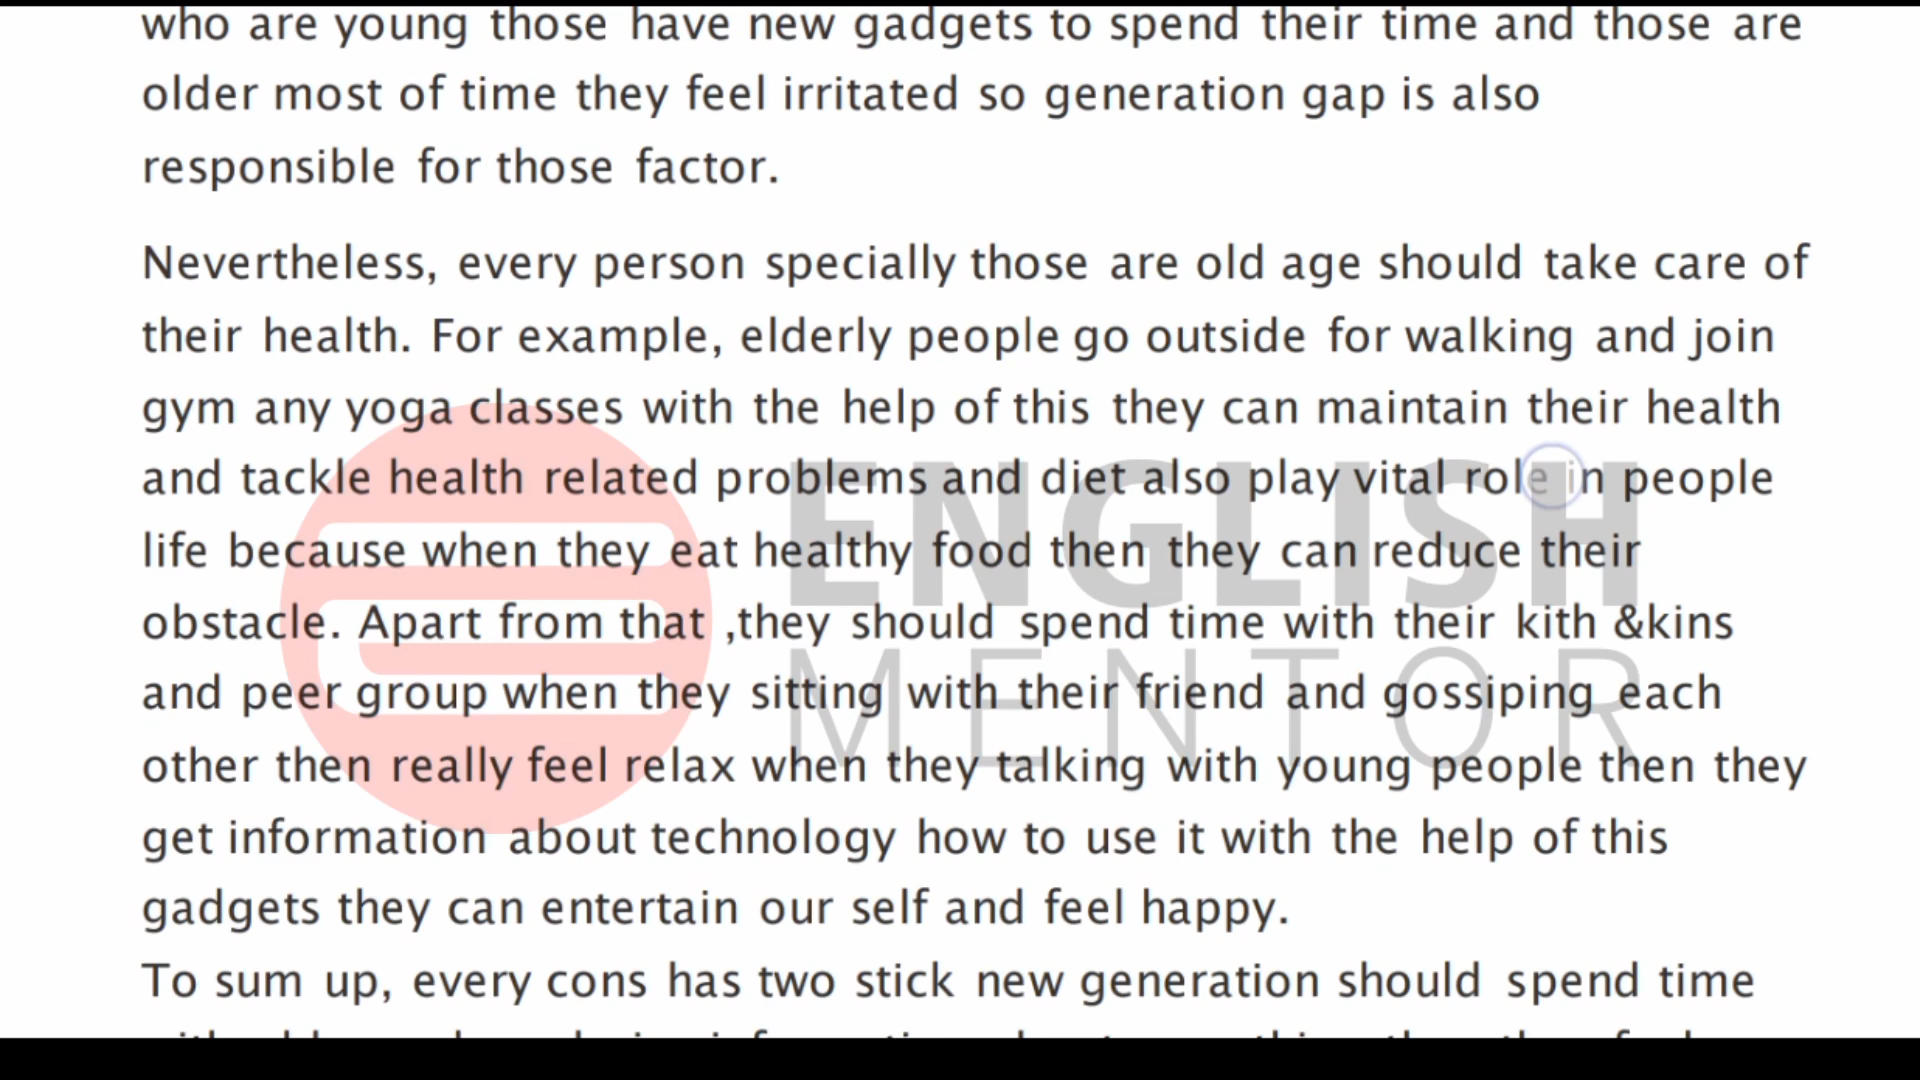 who are young those have new gadgets to spend their time and those are
older most of time they feel irritated so generation gap is also
responsible for those factor.
Nevertheless, every person specially those are old age should take care of
their health. For example, elderly people go outside for walking and join
gym any yoga classes with the help of this they can maintain their health
and tackle health related problems and diet also play vital role in people
life because when they eat healthy food then they can reduce their
obstacle. Apart from that ,they should spend time with their kith &kins
and peer group when they sitting with their friend and gossiping each
other then really feel relax when they talking with young people then they
get information about technology how to use it with the help of this
gadgets they can entertain our self and feel happy.
To sum up, every cons has two stick new generation should spend time
ENGLISH
MENTOR